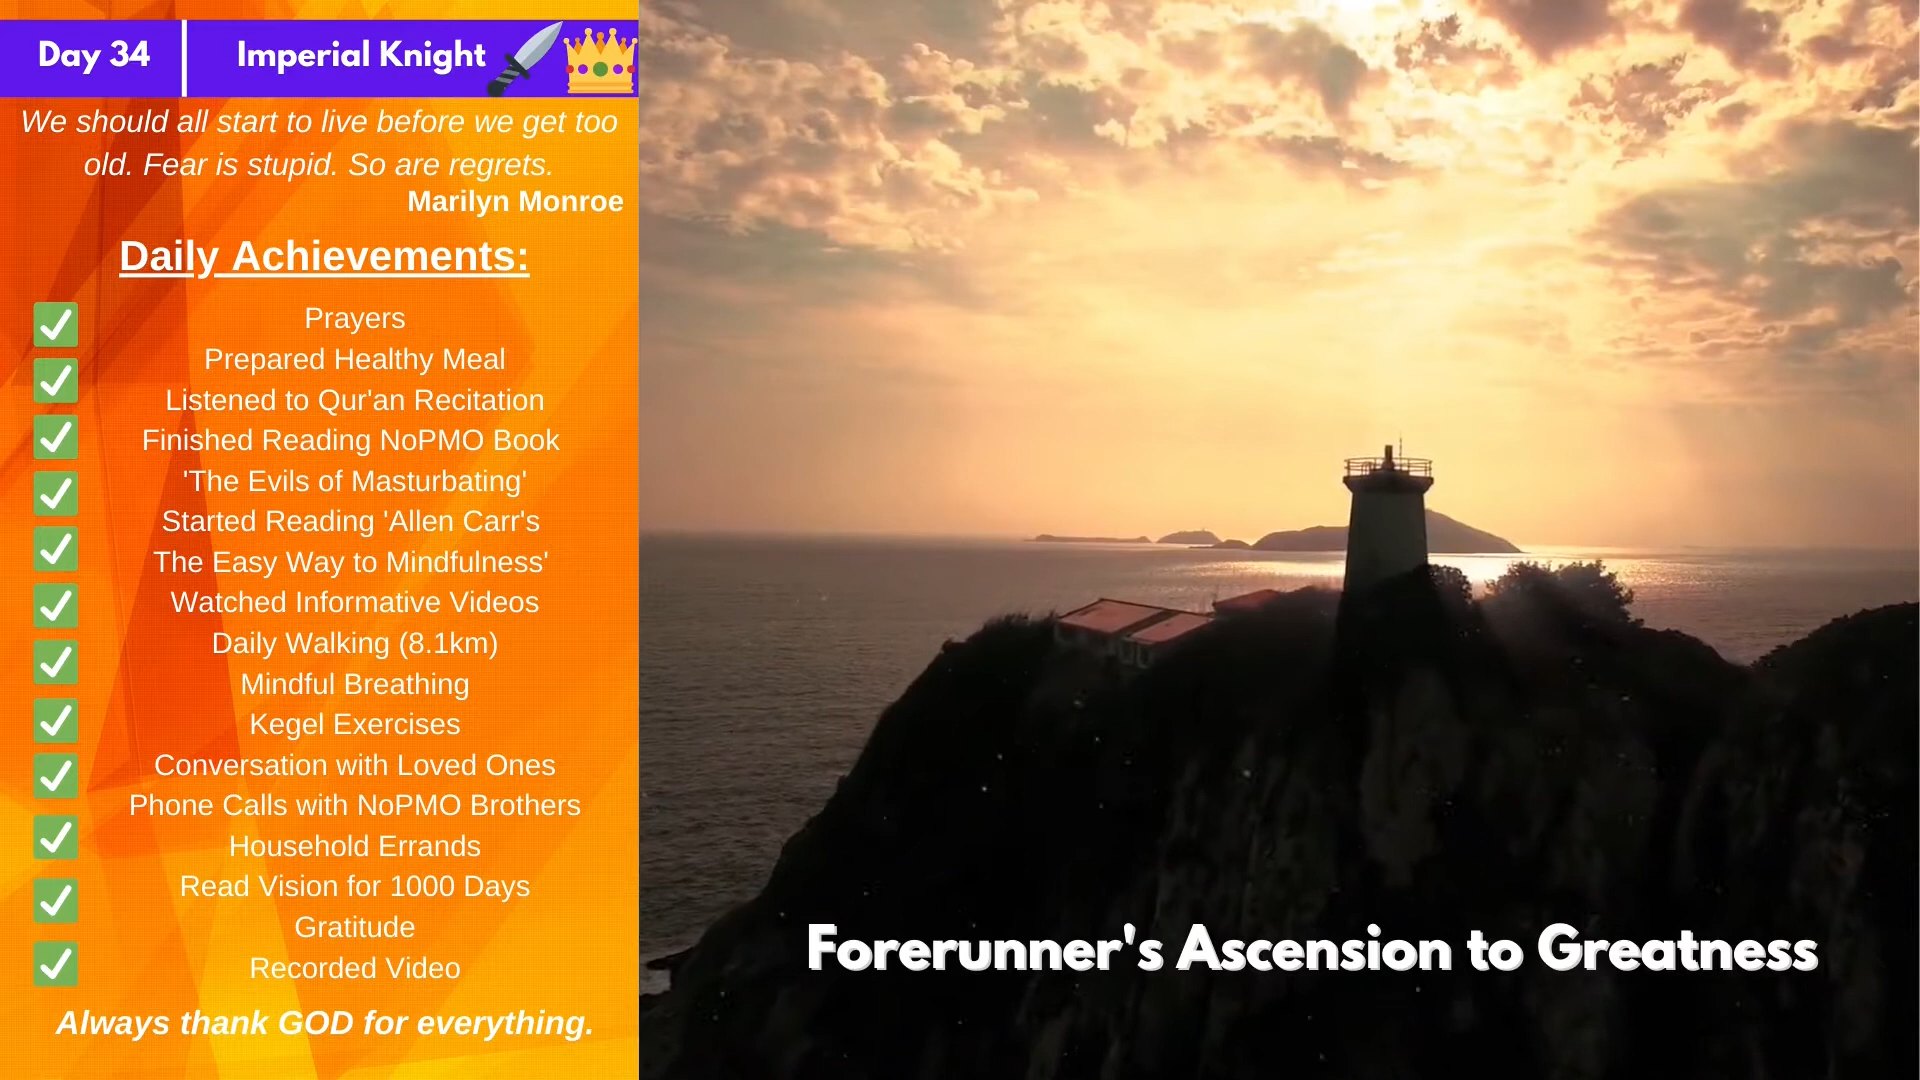 Day 34
Imperial Knight
We should all start to live before we get too
old. Fear is stupid. So are regrets.
Marilyn Monroe
Daily Achievements:
Prayers
Prepared Healthy Meal
Listened to Qur'an Recitation
Finished Reading NoPMO Book
'The Evils of Masturbating'
Started Reading 'Allen Carr's
The Easy Way to Mindfulness'
Watched Informative Videos
Daily Walking (8.1km)
Mindful Breathing
Kegel Exercises
Conversation with Loved Ones
Phone Calls with NoPMO Brothers
Household Errands
Read Vision for 1000 Days
Gratitude
Recorded Video
Always thank GOD for everything.
Forerunner's Ascension to Greatness